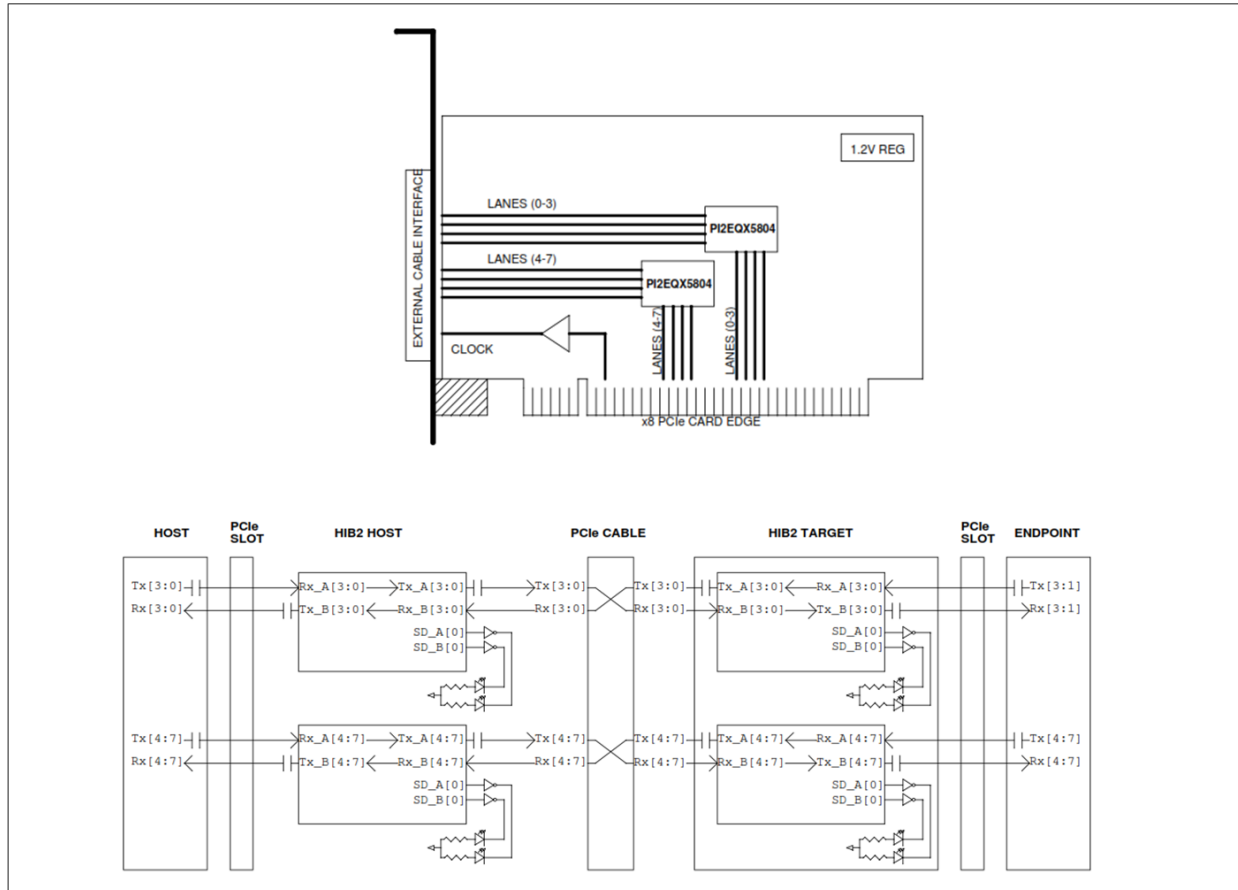 1.2V REG
EXTERNAL CABLE INTERFACE
LANES (0-3)
PI2EQX5804
LANES (4-7)
PI2EQX5804
LANES (4-7)
LANES (0-3)
CLOCK
x8 PCIe CARD EDGE
HOST
PCIe
SLOT
HIB2 HOST
PCIe CABLE
HIB2 TARGET
PCIe
SLOT
ENDPOINT
Tx[3:0] Rx_A[3:0] Tx_A[3:0] Tx[3:0] Tx[3:0] Tx_A[3:0] Rx_A[3:0] Tx[3:1]
Rx[3:0] Tx_B[3:0] Rx_B[3:0] Rx[3:0] Rx[3:0] Rx_B[3:0] Tx_B[3:0] Rx[3:1]
SD_A[0] SD_A[0]
SD_B[0] SD_B[0]
Tx[4:7] Rx_A[4:7] Tx_A[4:7] Tx[4:7] Tx[4:7] Tx_A[4:7] Rx_A[4:7] Tx[4:7]
Rx[4:7] Tx_B[4:7] Rx_B[4:7] Rx[4:7] Rx[4:7] Rx_B[4:7] Tx_B[4:7] Rx[4:7]
SD_A[0] SD_A[0]
SD_B[0] SD_B[0]